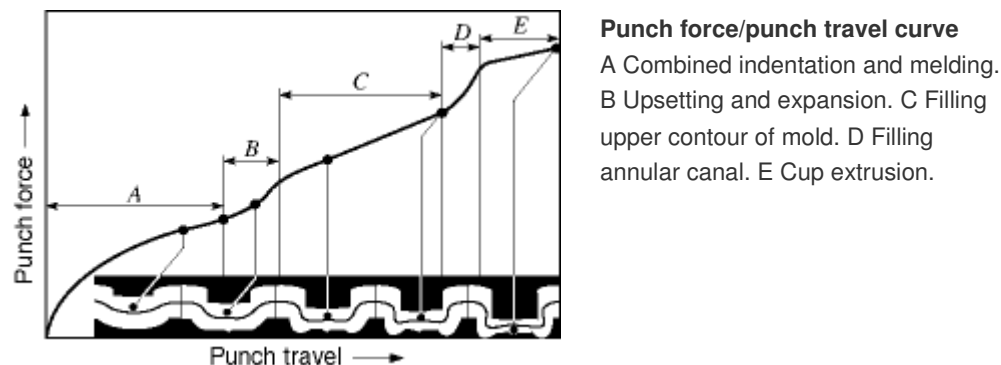 Punch force/punch travel curve
A Combined indentation and melding.
B Upsetting and expansion. C Filling
upper contour of mold. D Filling
annular canal. E Cup extrusion.
A
B
C
D
E
Punch force
Punch travel